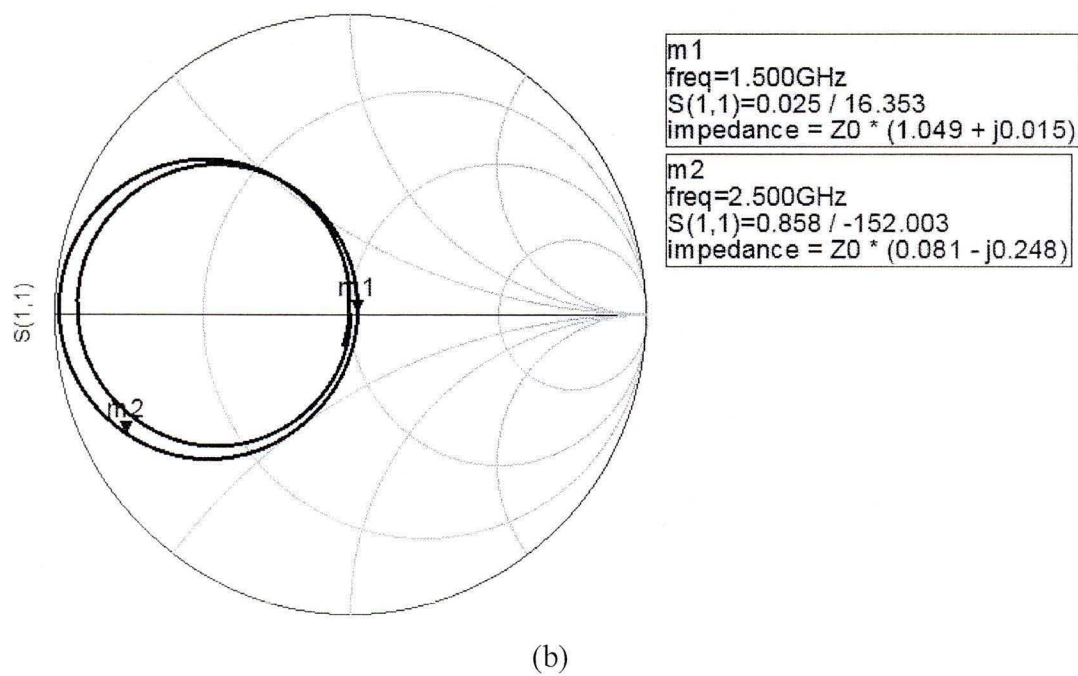 S(1,1)
m1
m2
m1
freq=1.500GHz
S(1,1)=0.025 / 16.353
impedance = Z0 * (1.049 + j0.015)
m2
freq=2.500GHz
S(1,1)=0.858 / -152.003
impedance = Z0 * (0.081 - j0.248)
(b)